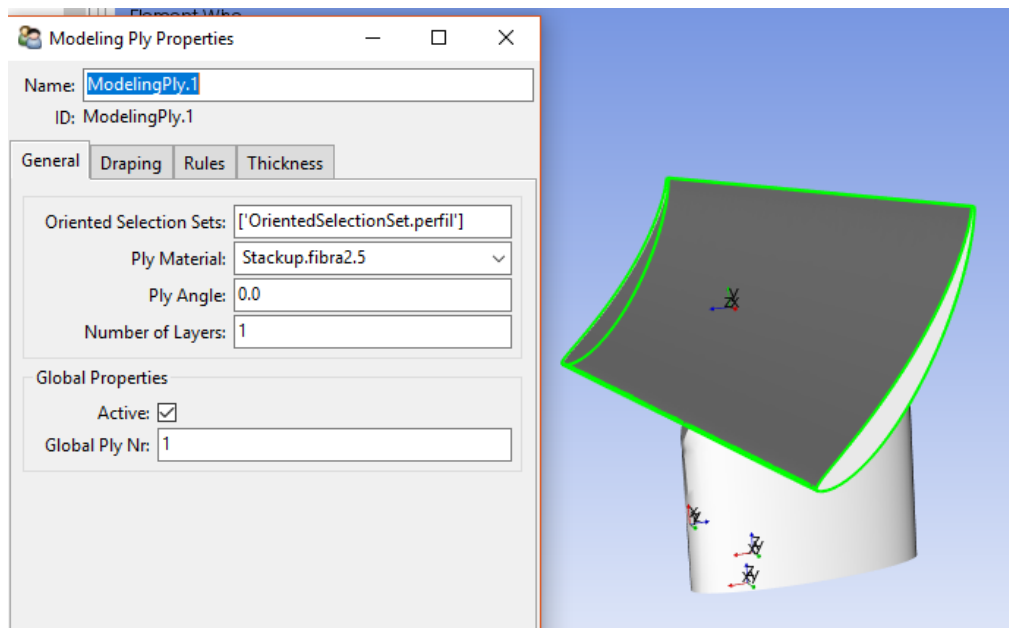 Element Whe
Modeling Ply Properties
Name: ModelingPly.1
ID: ModelingPly.1
General Draping Rules Thickness
Oriented Selection Sets: ['OrientedSelectionSet.perfil']
Ply Material: Stackup.fibra2.5
Ply Angle: 0.0
Number of Layers: 1
Global Properties
Active:
Global Ply Nr: 1